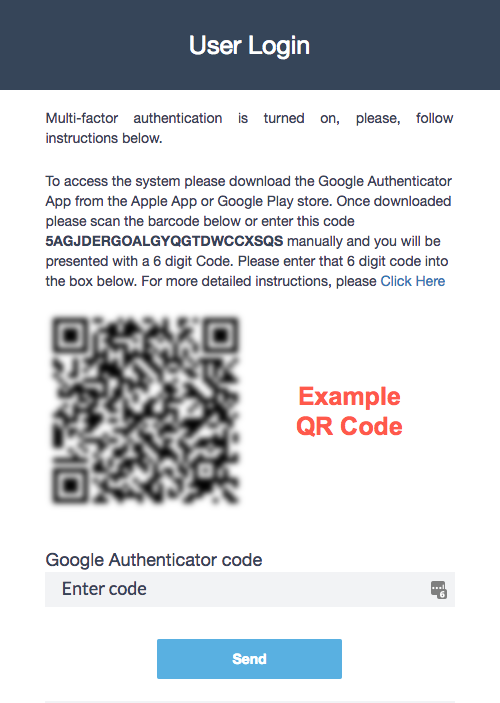 User Login
Multi-factor authentication is turned on, please, follow
instructions below.
To access the system please download the Google Authenticator
App from the Apple App or Google Play store. Once downloaded
please scan the barcode below or enter this code
5AGJDERGOALGYQGTDWCCXSQS manually and you will be
presented with a 6 digit Code. Please enter that 6 digit code into
the box below. For more detailed instructions, please Click Here
Example
QR Code
Google Authenticator code
Enter code
6
Send